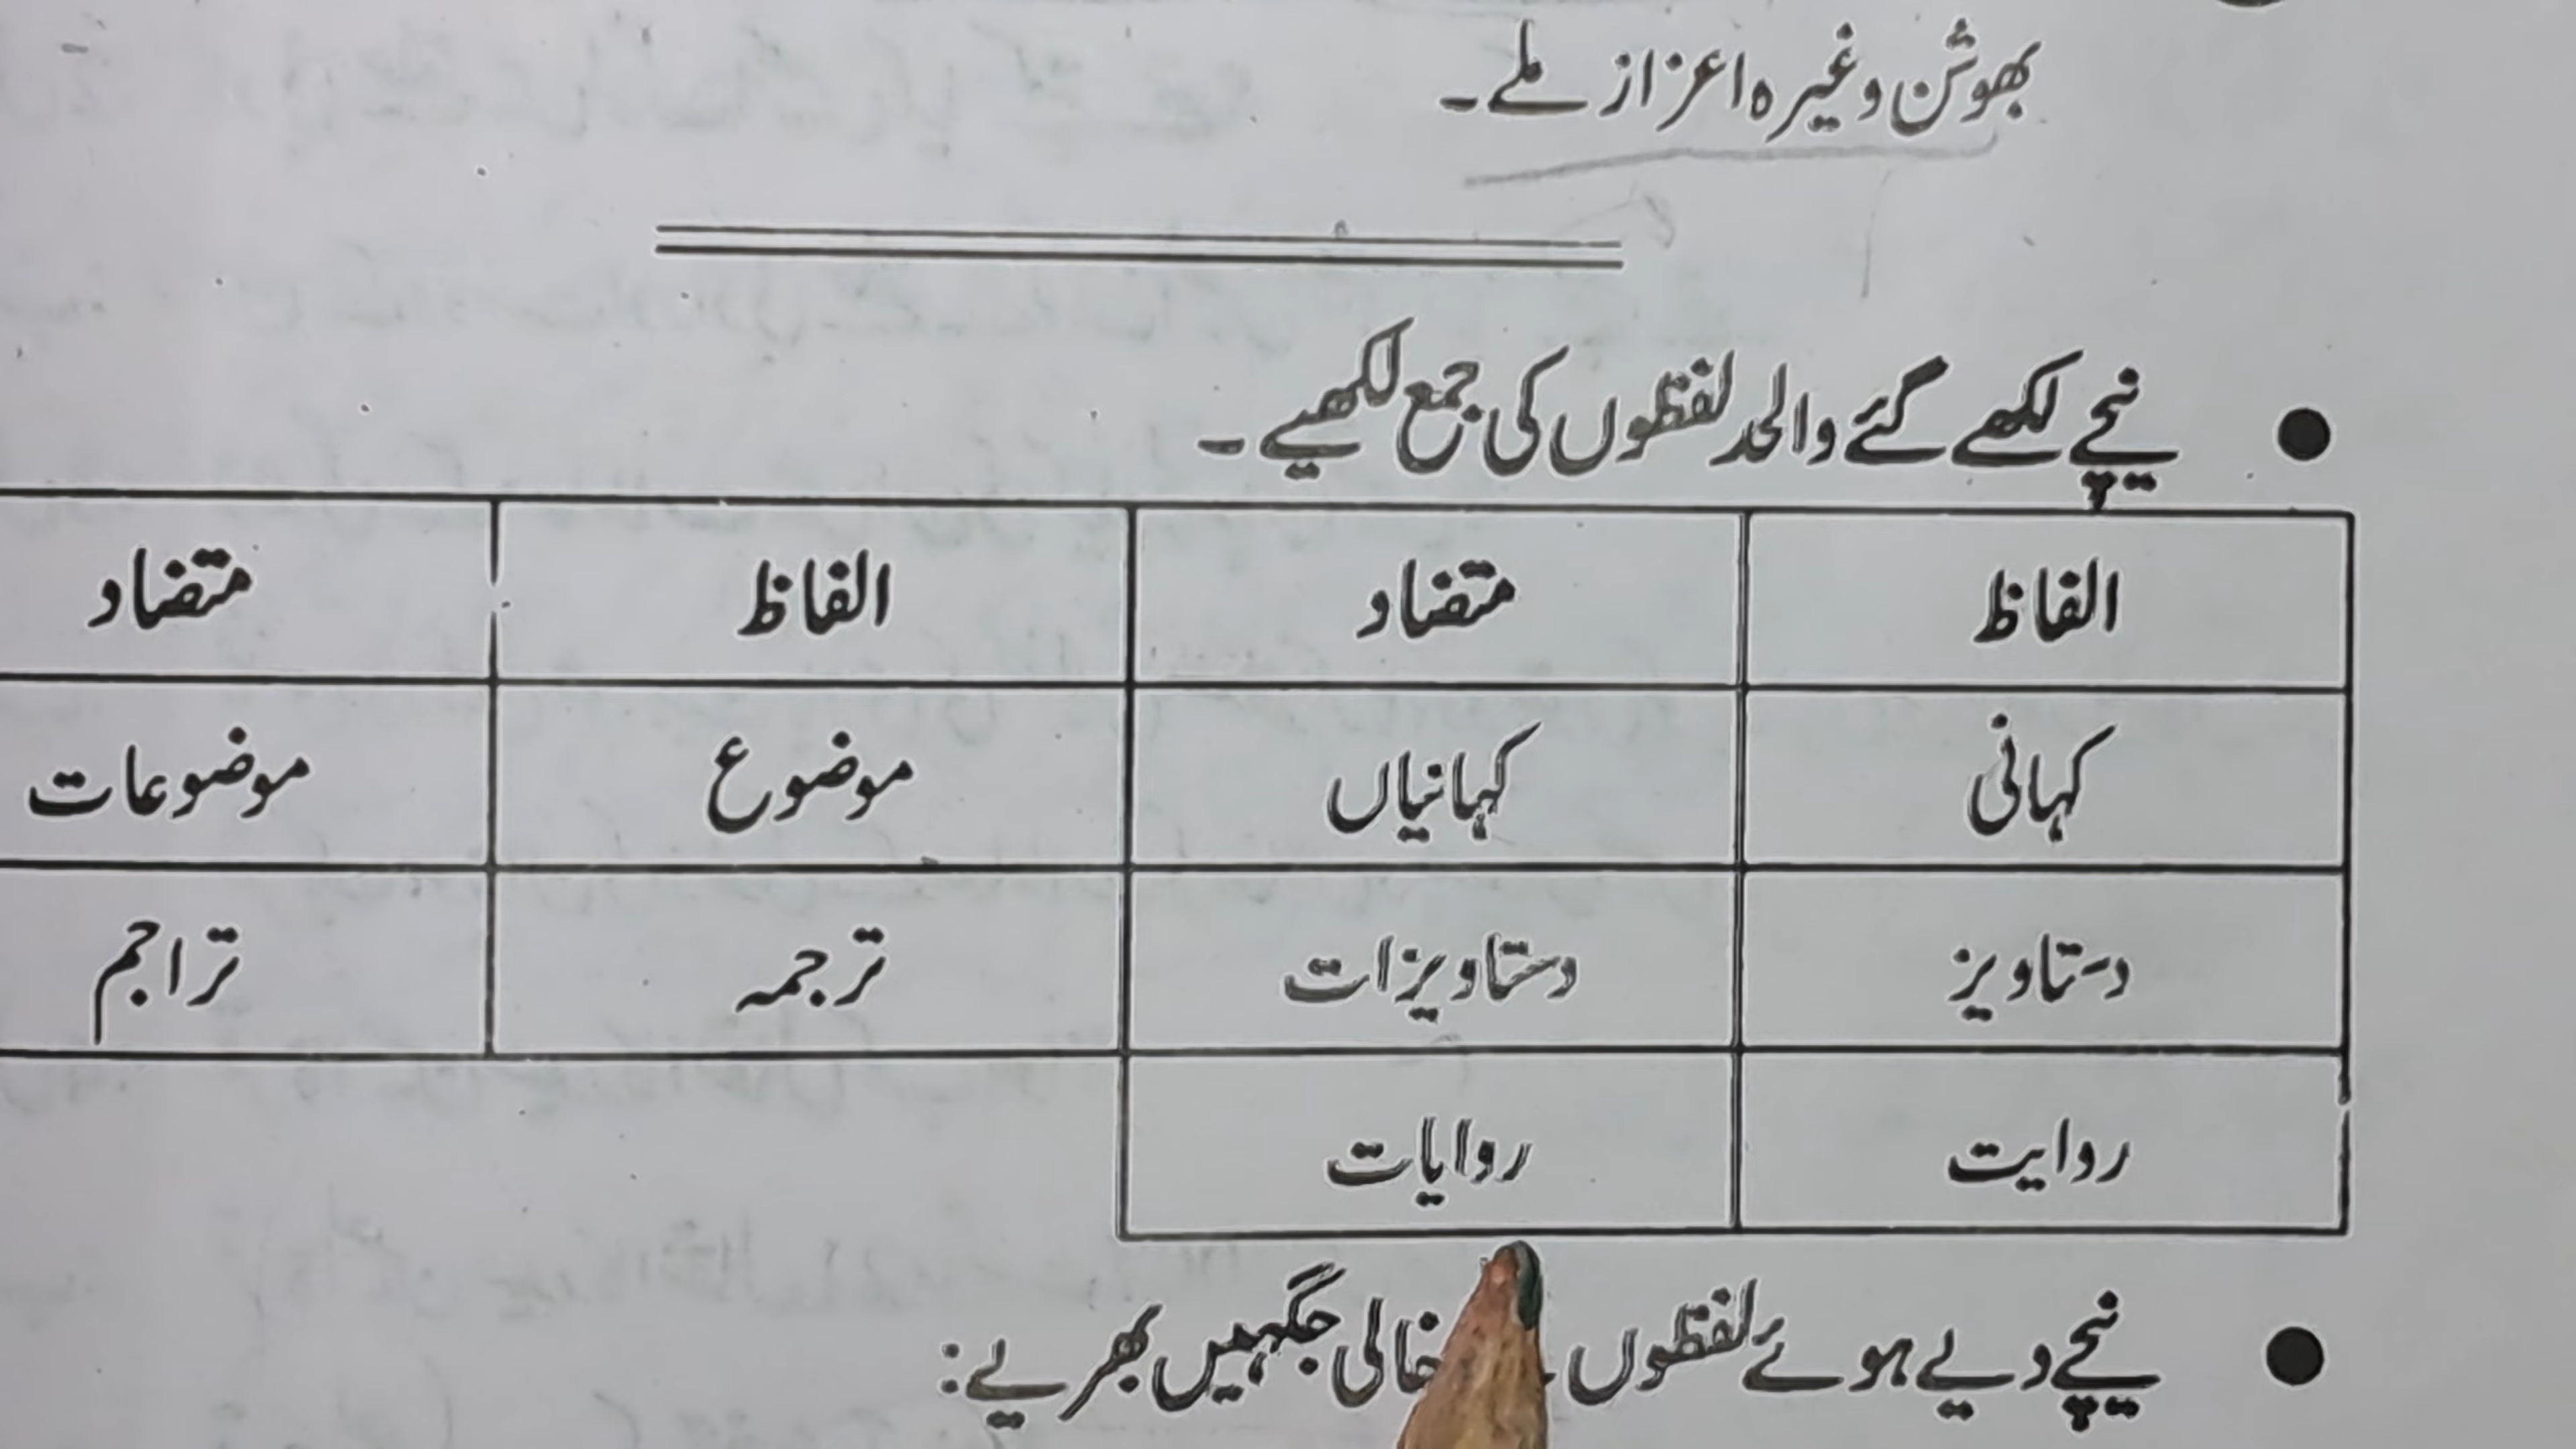 بھوشن وغیرہ اعزاز ملے۔
نیچے لکھے گئے والحد لفظوں کی جمع لکھیے۔
الفاظ متضاد الفاظ متضاد
کہانی کہانیاں موضوع موضوعات
دستاویز دستاویزات ترجمہ تراجم
روایت روایات
نیچے دیے ہوئے لفظوں خالی جگہیں بھریے: